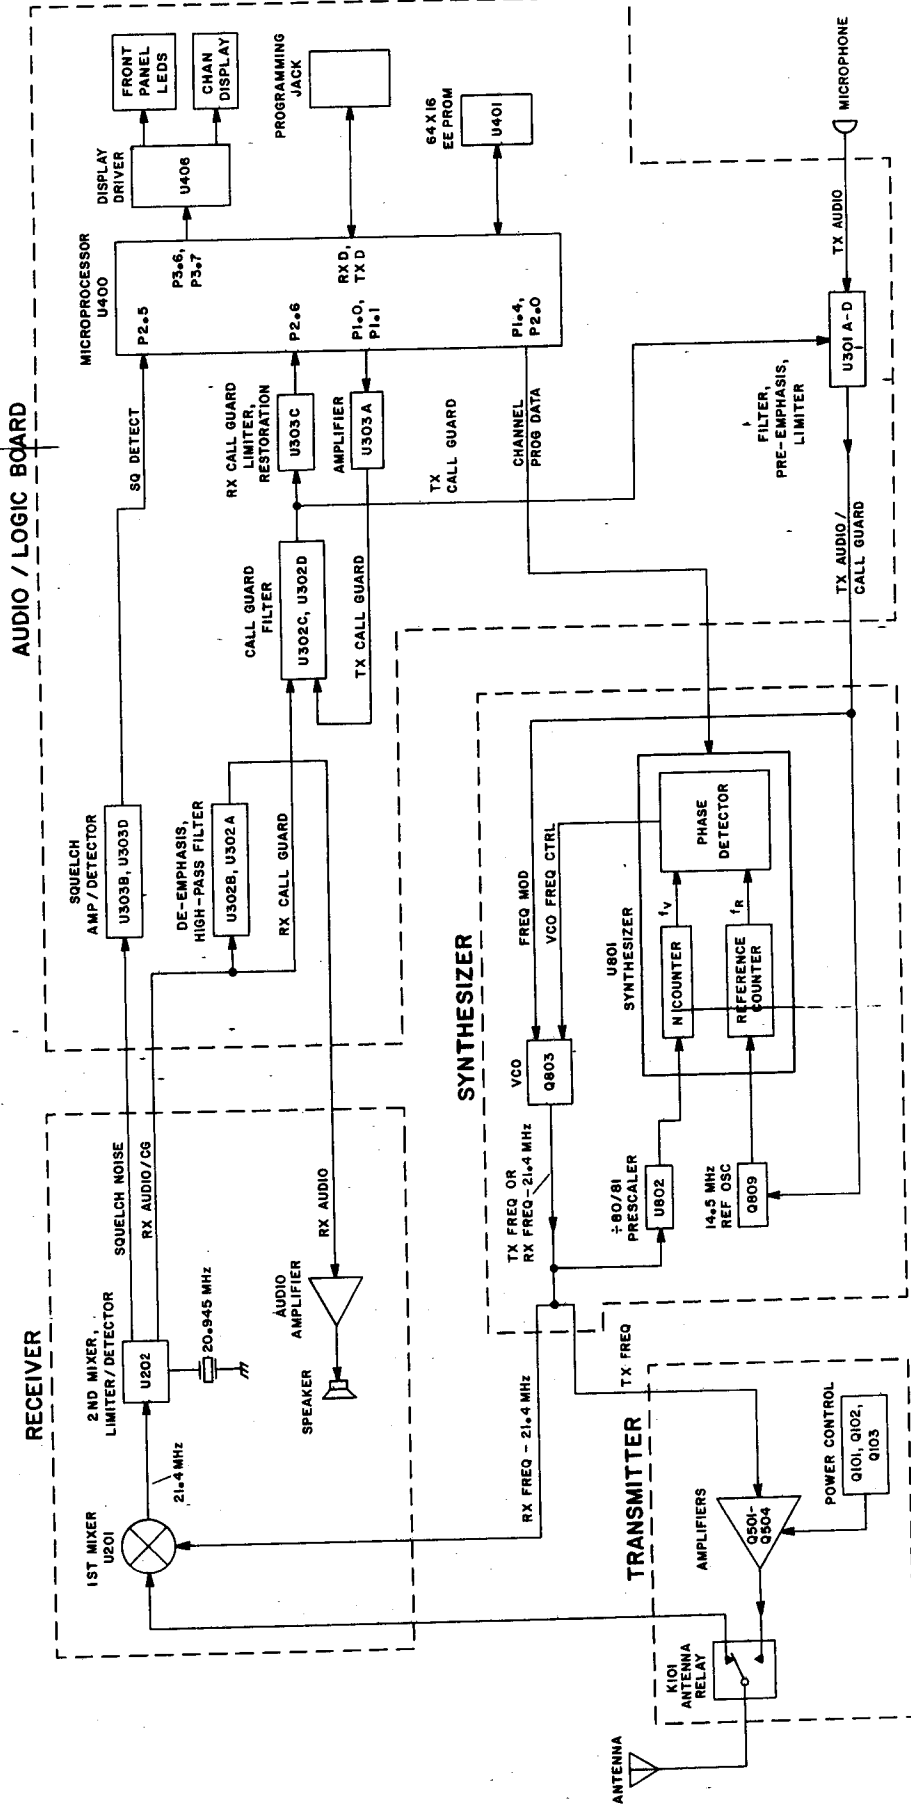 AUDIO / LOGIC BOARD
RECEIVER
1ST MIXER
U201
21.4 MHz
2ND MIXER,
LIMITER/DETECTOR
U202
20.945 MHz
SQUELCH NOISE
RX AUDIO/CG
SPEAKER
AUDIO
AMPLIFIER
RX AUDIO
SQUELCH
AMP/DETECTOR
U303B, U303D
DE-EMPHASIS,
HIGH-PASS FILTER
U302B, U302A
RX CALL GUARD
SQ DETECT
CALL GUARD
FILTER
U302C, U302D
TX CALL GUARD
RX CALL GUARD
LIMITER,
RESTORATION
U303C
AMPLIFIER
U303A
TX
CALL GUARD
CHANNEL
PROG DATA
MICROPROCESSOR
U400
P2.5
P3.6,
P3.7
P2.6
RX D,
TX D
P1.0,
P1.1
P1.4,
P2.0
DISPLAY
DRIVER
U406
FRONT
PANEL
LEDS
CHAN
DISPLAY
PROGRAMMING
JACK
64X16
EE PROM
U401
MICROPHONE
TX AUDIO
U301 A-D
FILTER,
PRE-EMPHASIS,
LIMITER
TX AUDIO /
CALL GUARD
SYNTHESIZER
FREQ MOD
VCO FREQ CTRL
VCO
Q803
TX FREQ OR
RX FREQ-21.4 MHz
÷80/81
PRESCALER
U802
14.5 MHz
REF OSC
Q809
U801
SYNTHESIZER
N COUNTER
REFERENCE
COUNTER
fV
fR
PHASE
DETECTOR
RX FREQ - 21.4 MHz
TX FREQ
TRANSMITTER
AMPLIFIERS
Q501-
Q504
POWER CONTROL
Q101, Q102,
Q103
K101
ANTENNA
RELAY
ANTENNA